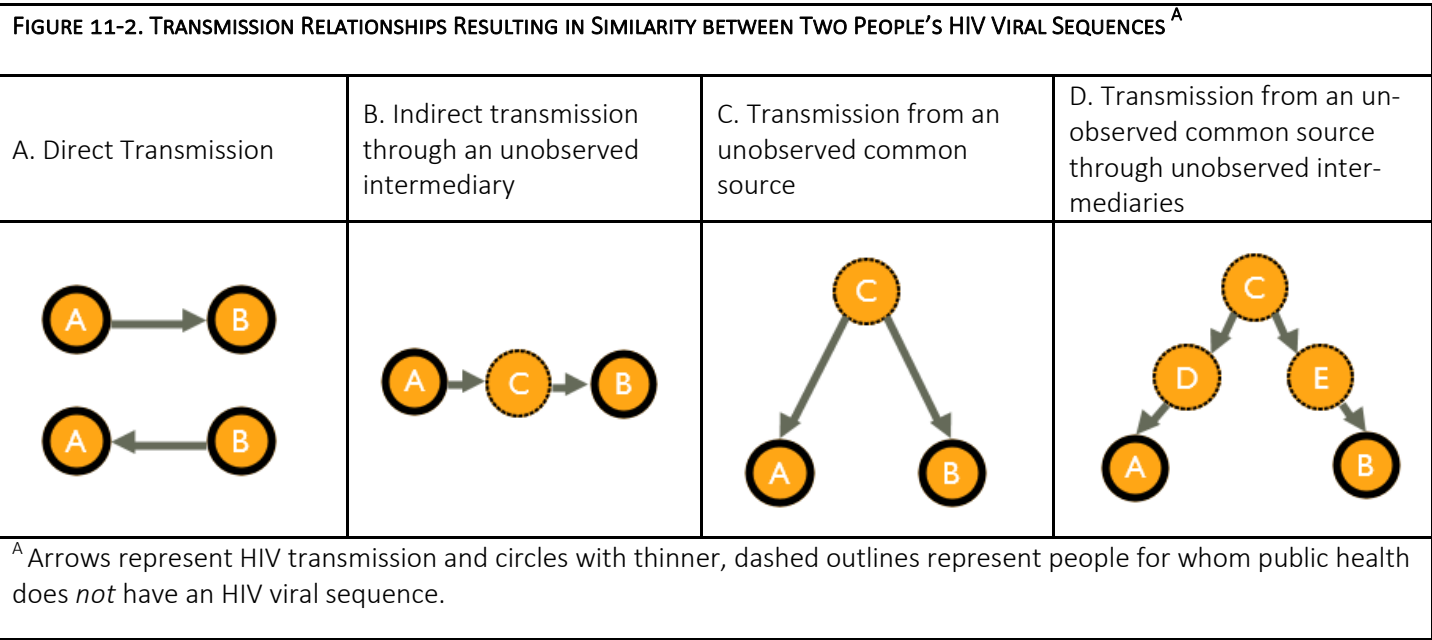 FIGURE 11-2. TRANSMISSION RELATIONSHIPS RESULTING IN SIMILARITY BETWEEN TWO PEOPLE'S HIV VIRAL SEQUENCES A
A. Direct Transmission
B. Indirect transmission
through an unobserved
intermediary
C. Transmission from an
unobserved common
source
D. Transmission from an un-
observed common source
through unobserved inter-
mediaries
A B
A B
A C B
C
A B
C
D E
A B
A Arrows represent HIV transmission and circles with thinner, dashed outlines represent people for whom public health
does not have an HIV viral sequence.